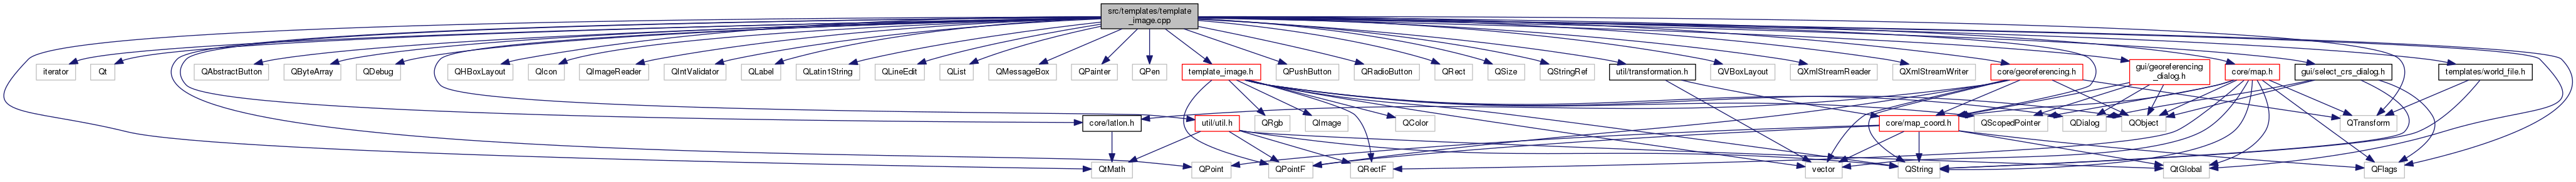 src/templates/template
_image.cpp
iterator
Qt
QAbstractButton
QByteArray
QDebug
QHBoxLayout
QIcon
QImageReader
QIntValidator
QLabel
QLatin1String
QLineEdit
QList
QMessageBox
QPainter
QPen
template_image.h
QPushButton
QRadioButton
QRect
QSize
QStringRef
util/transformation.h
QVBoxLayout
QXmlStreamReader
QXmlStreamWriter
core/georeferencing.h
gui/georeferencing
_dialog.h
core/map.h
gui/select_crs_dialog.h
templates/world_file.h
core/latlon.h
util/util.h
QRgb
QImage
QColor
core/map_coord.h
QScopedPointer
QDialog
QObject
QTransform
QtMath
QPoint
QPointF
QRectF
vector
QString
QtGlobal
QFlags